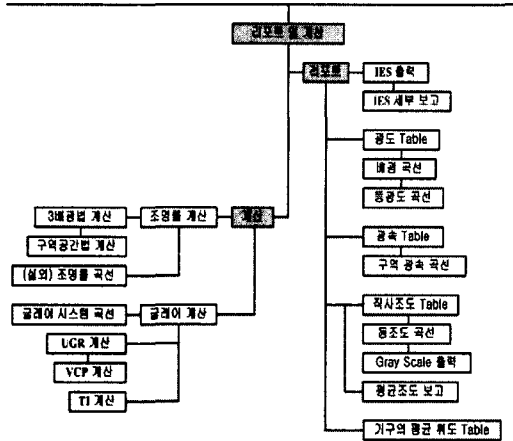 리포트 및 계산
리포트
IES 출력
IES 세부 보고
광도 Table
배광 곡선
등광도 곡선
광속 Table
구역 광속 곡선
직사조도 Table
등조도 곡선
Gray Scale 출력
평균조도 보고
기구의 평균 휘도 Table
계산
조명률 계산
3배광법 계산
구역공간법 계산
(실외) 조명률 곡선
글레어 계산
글레어 시스템 곡선
UGR 계산
VCP 계산
TI 계산